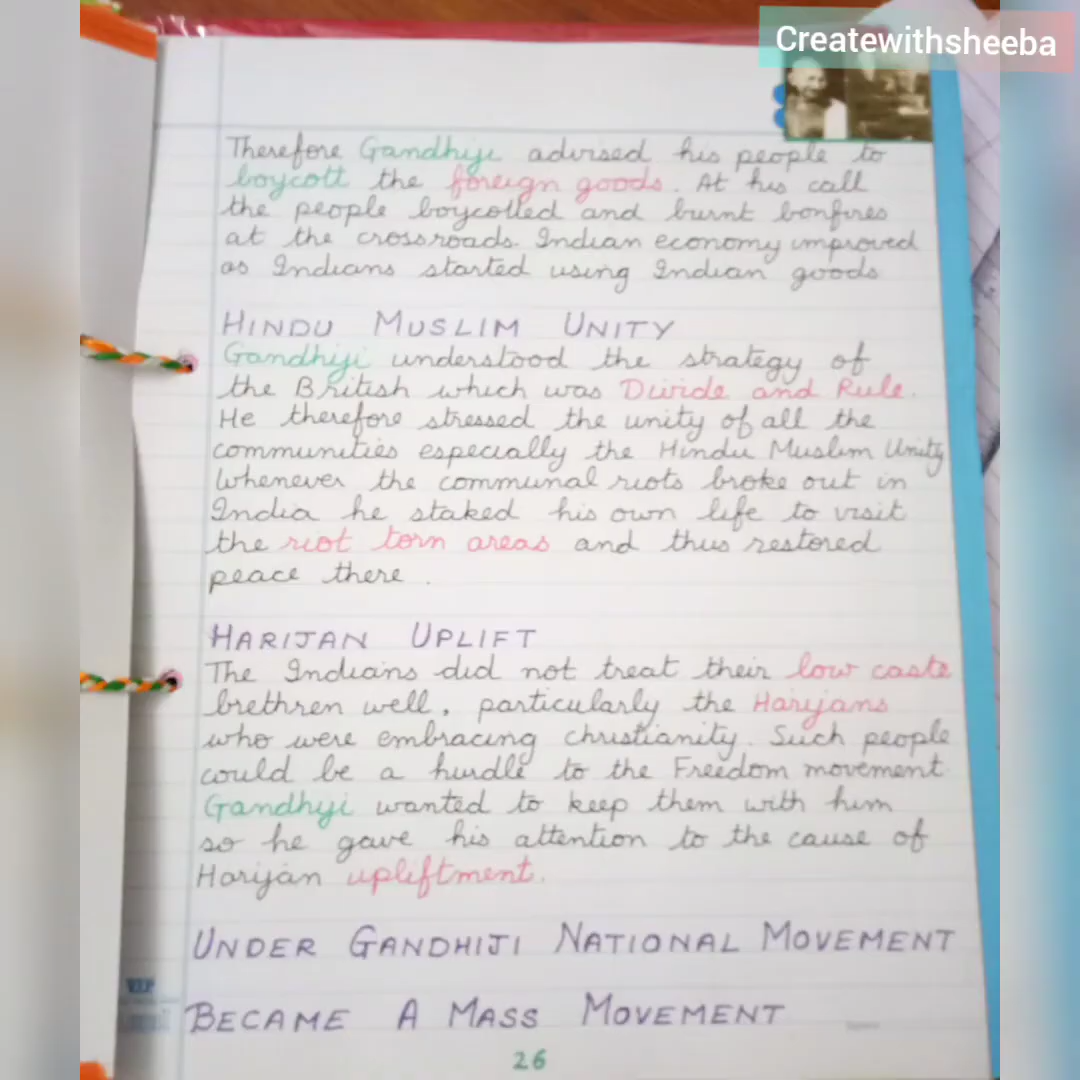 Createwithsheeba
Therefore Gandhiji advised his people to
boycott the foreign goods. At his call
the people boycotted and burnt bonfires
at the crossroads. Indian economy improved
as Indians started using Indian goods
HINDU MUSLIM UNITY
Gandhiji understood the strategy of
the British which was Divide and Rule.
He therefore stressed the unity of all the
communities especially the Hindu Muslim Unity
Whenever the communal riots broke out in
India he staked his own life to visit
the riot torn areas and thus restored
peace there.
HARIJAN UPLIFT
The Indians did not treat their low caste
brethren well, particularly the Harijans
who were embracing christianity. Such people
could be a hurdle to the Freedom movement.
Gandhiji wanted to keep them with him
so he gave his attention to the cause of
Harijan upliftment.
UNDER GANDHIJI NATIONAL MOVEMENT
VIP
BECAME A MASS MOVEMENT
26